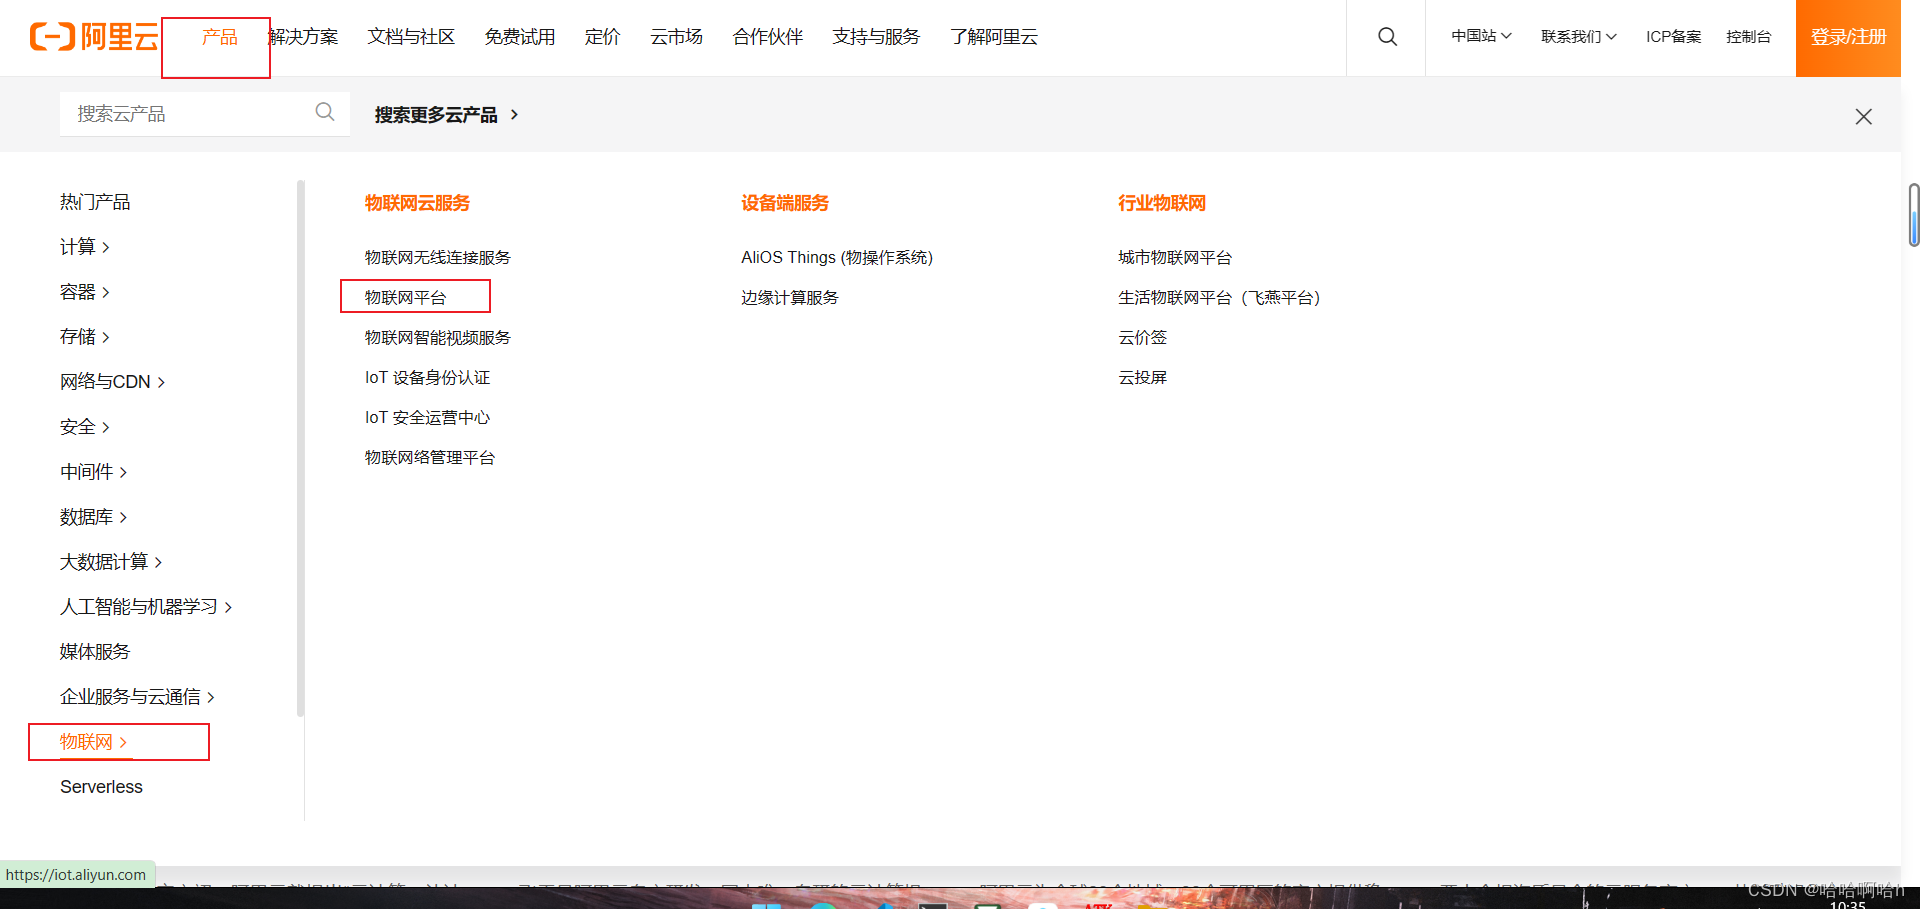 阿里云 产品 解决方案 文档与社区 免费试用 定价 云市场 合作伙伴 支持与服务 了解阿里云 中国站 联系我们 ICP备案 控制台 登录/注册
搜索云产品 搜索更多云产品
热门产品
计算
容器
存储
网络与CDN
安全
中间件
数据库
大数据计算
人工智能与机器学习
媒体服务
企业服务与云通信
物联网
Serverless
物联网云服务
物联网无线连接服务
物联网平台
物联网智能视频服务
IoT 设备身份认证
IoT 安全运营中心
物联网络管理平台
设备端服务
AliOS Things (物操作系统)
边缘计算服务
行业物联网
城市物联网平台
生活物联网平台（飞燕平台）
云价签
云投屏
https://iot.aliyun.com
CSDN @哈哈啊哈h
10:35